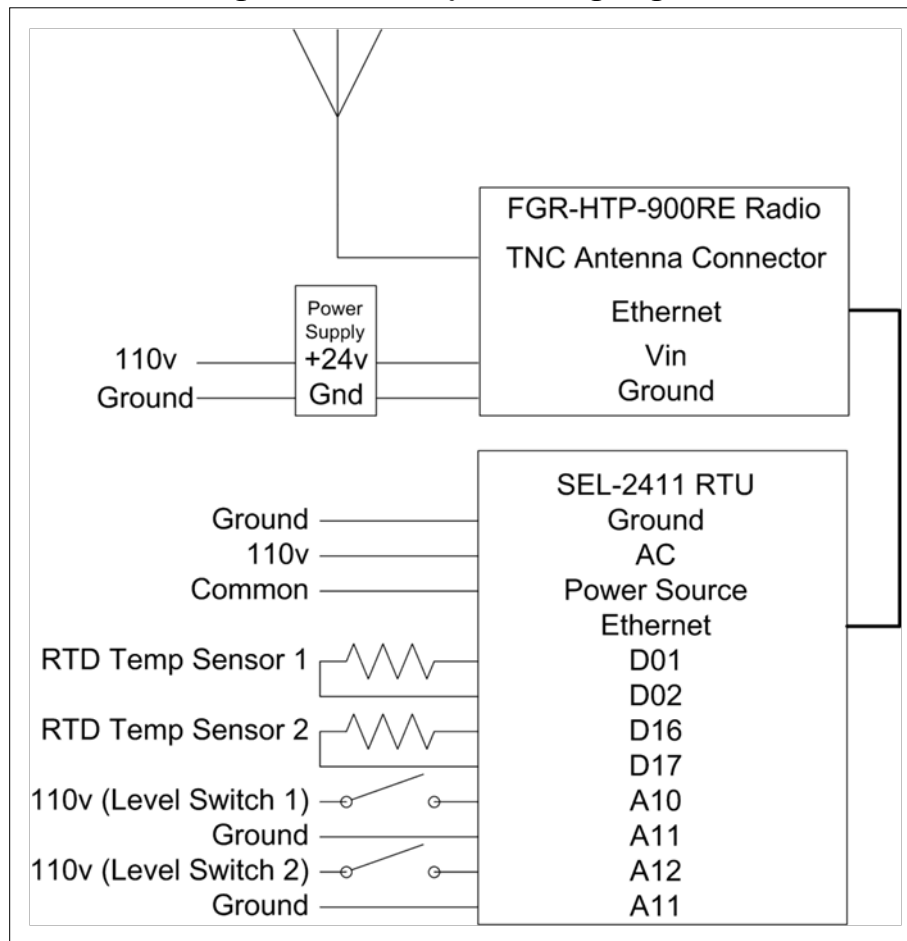 FGR-HTP-900RE Radio
TNC Antenna Connector
Ethernet
Vin
Ground
Power
Supply
+24v
Gnd
110v
Ground
SEL-2411 RTU
Ground
AC
Power Source
Ethernet
D01
D02
D16
D17
A10
A11
A12
A11
Ground
110v
Common
RTD Temp Sensor 1
RTD Temp Sensor 2
110v (Level Switch 1)
Ground
110v (Level Switch 2)
Ground